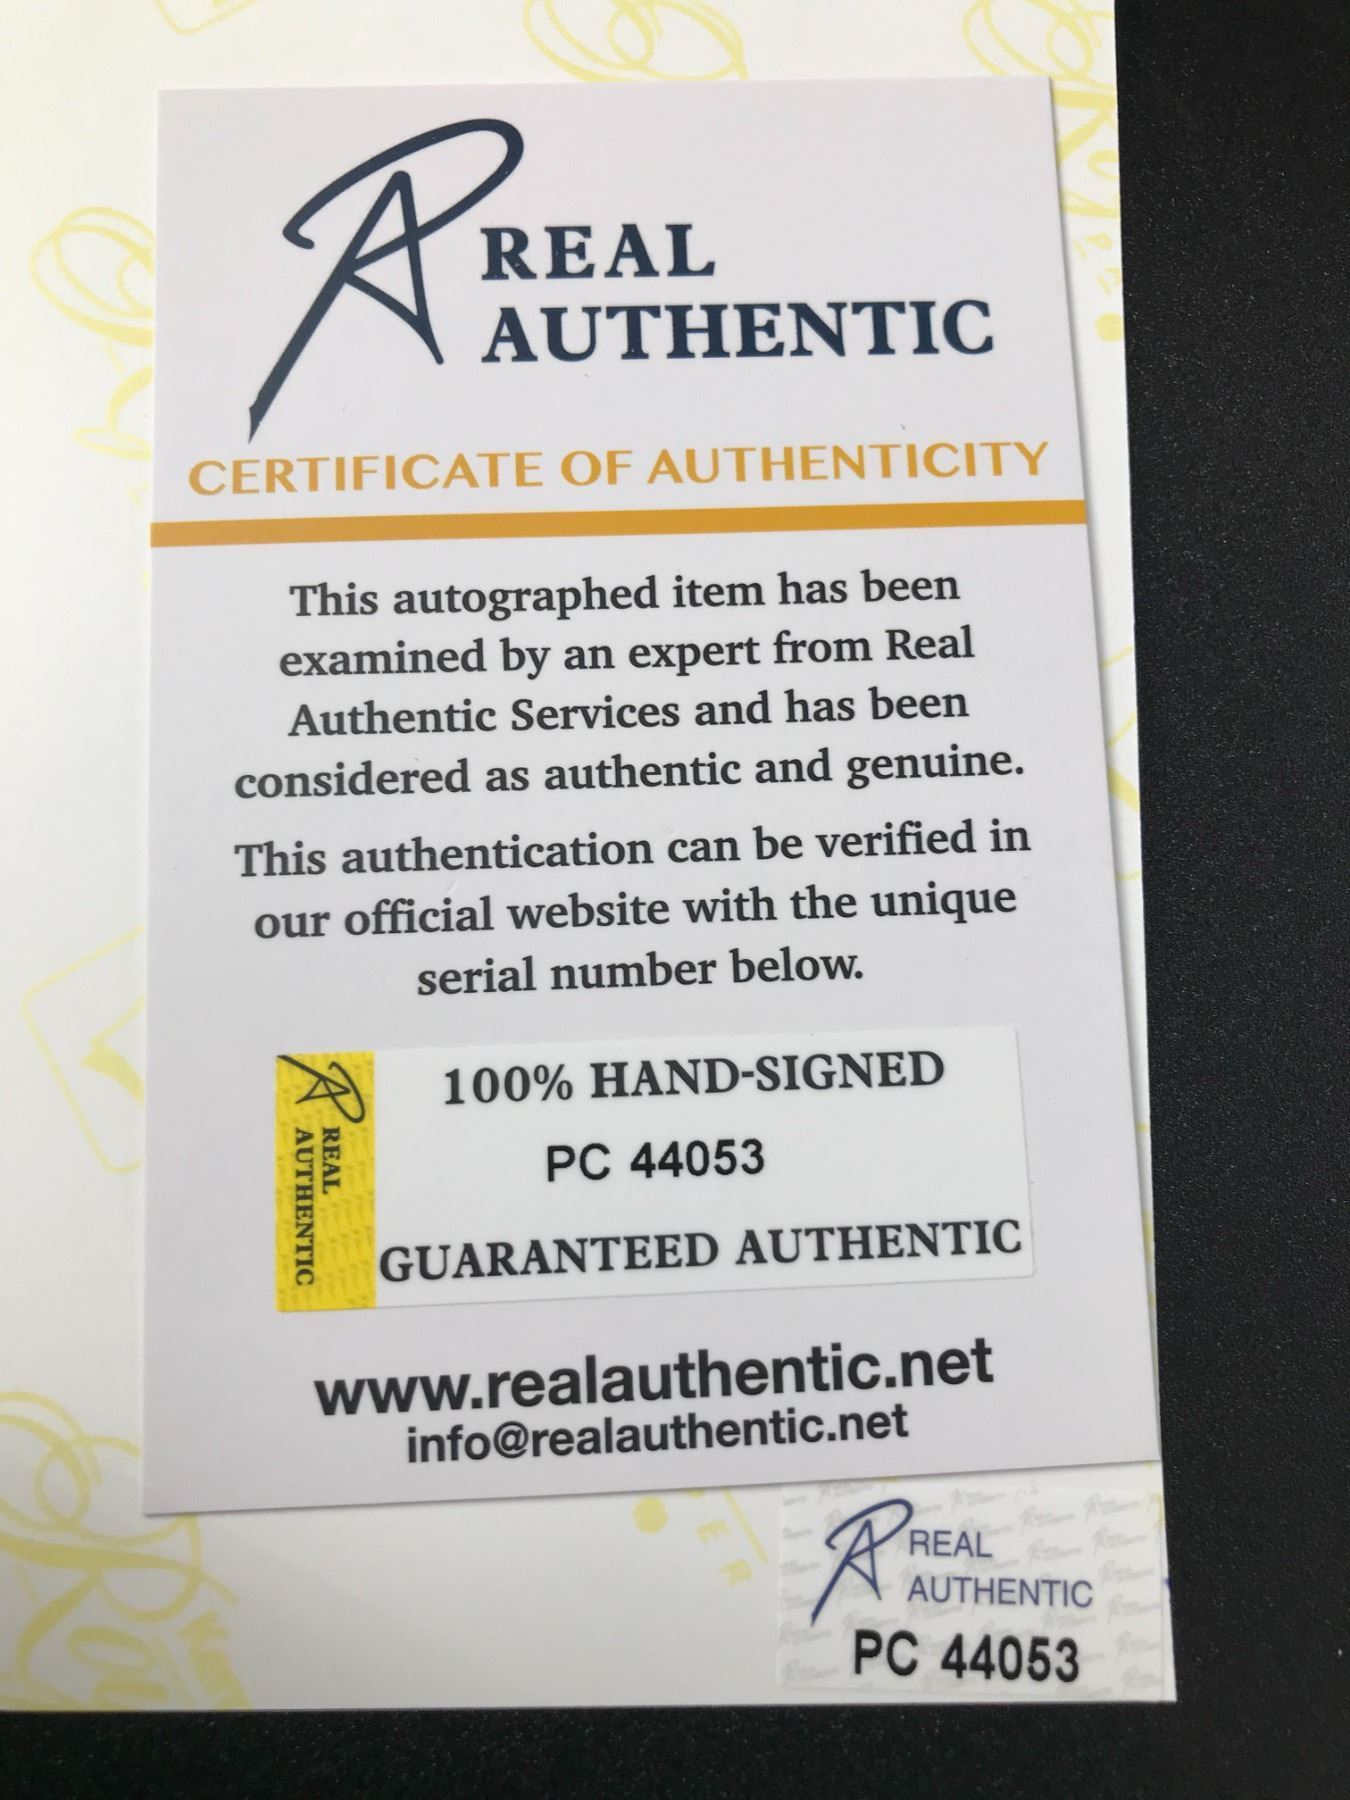 REAL
AUTHENTIC
CERTIFICATE OF AUTHENTICITY
This autographed item has been
examined by an expert from Real
Authentic Services and has been
considered as authentic and genuine.
This authentication can be verified in
our official website with the unique
serial number below.
REAL
AUTHENTIC
100% HAND-SIGNED
PC 44053
GUARANTEED AUTHENTIC
www.realauthentic.net
info@realauthentic.net
REAL
AUTHENTIC
PC 44053